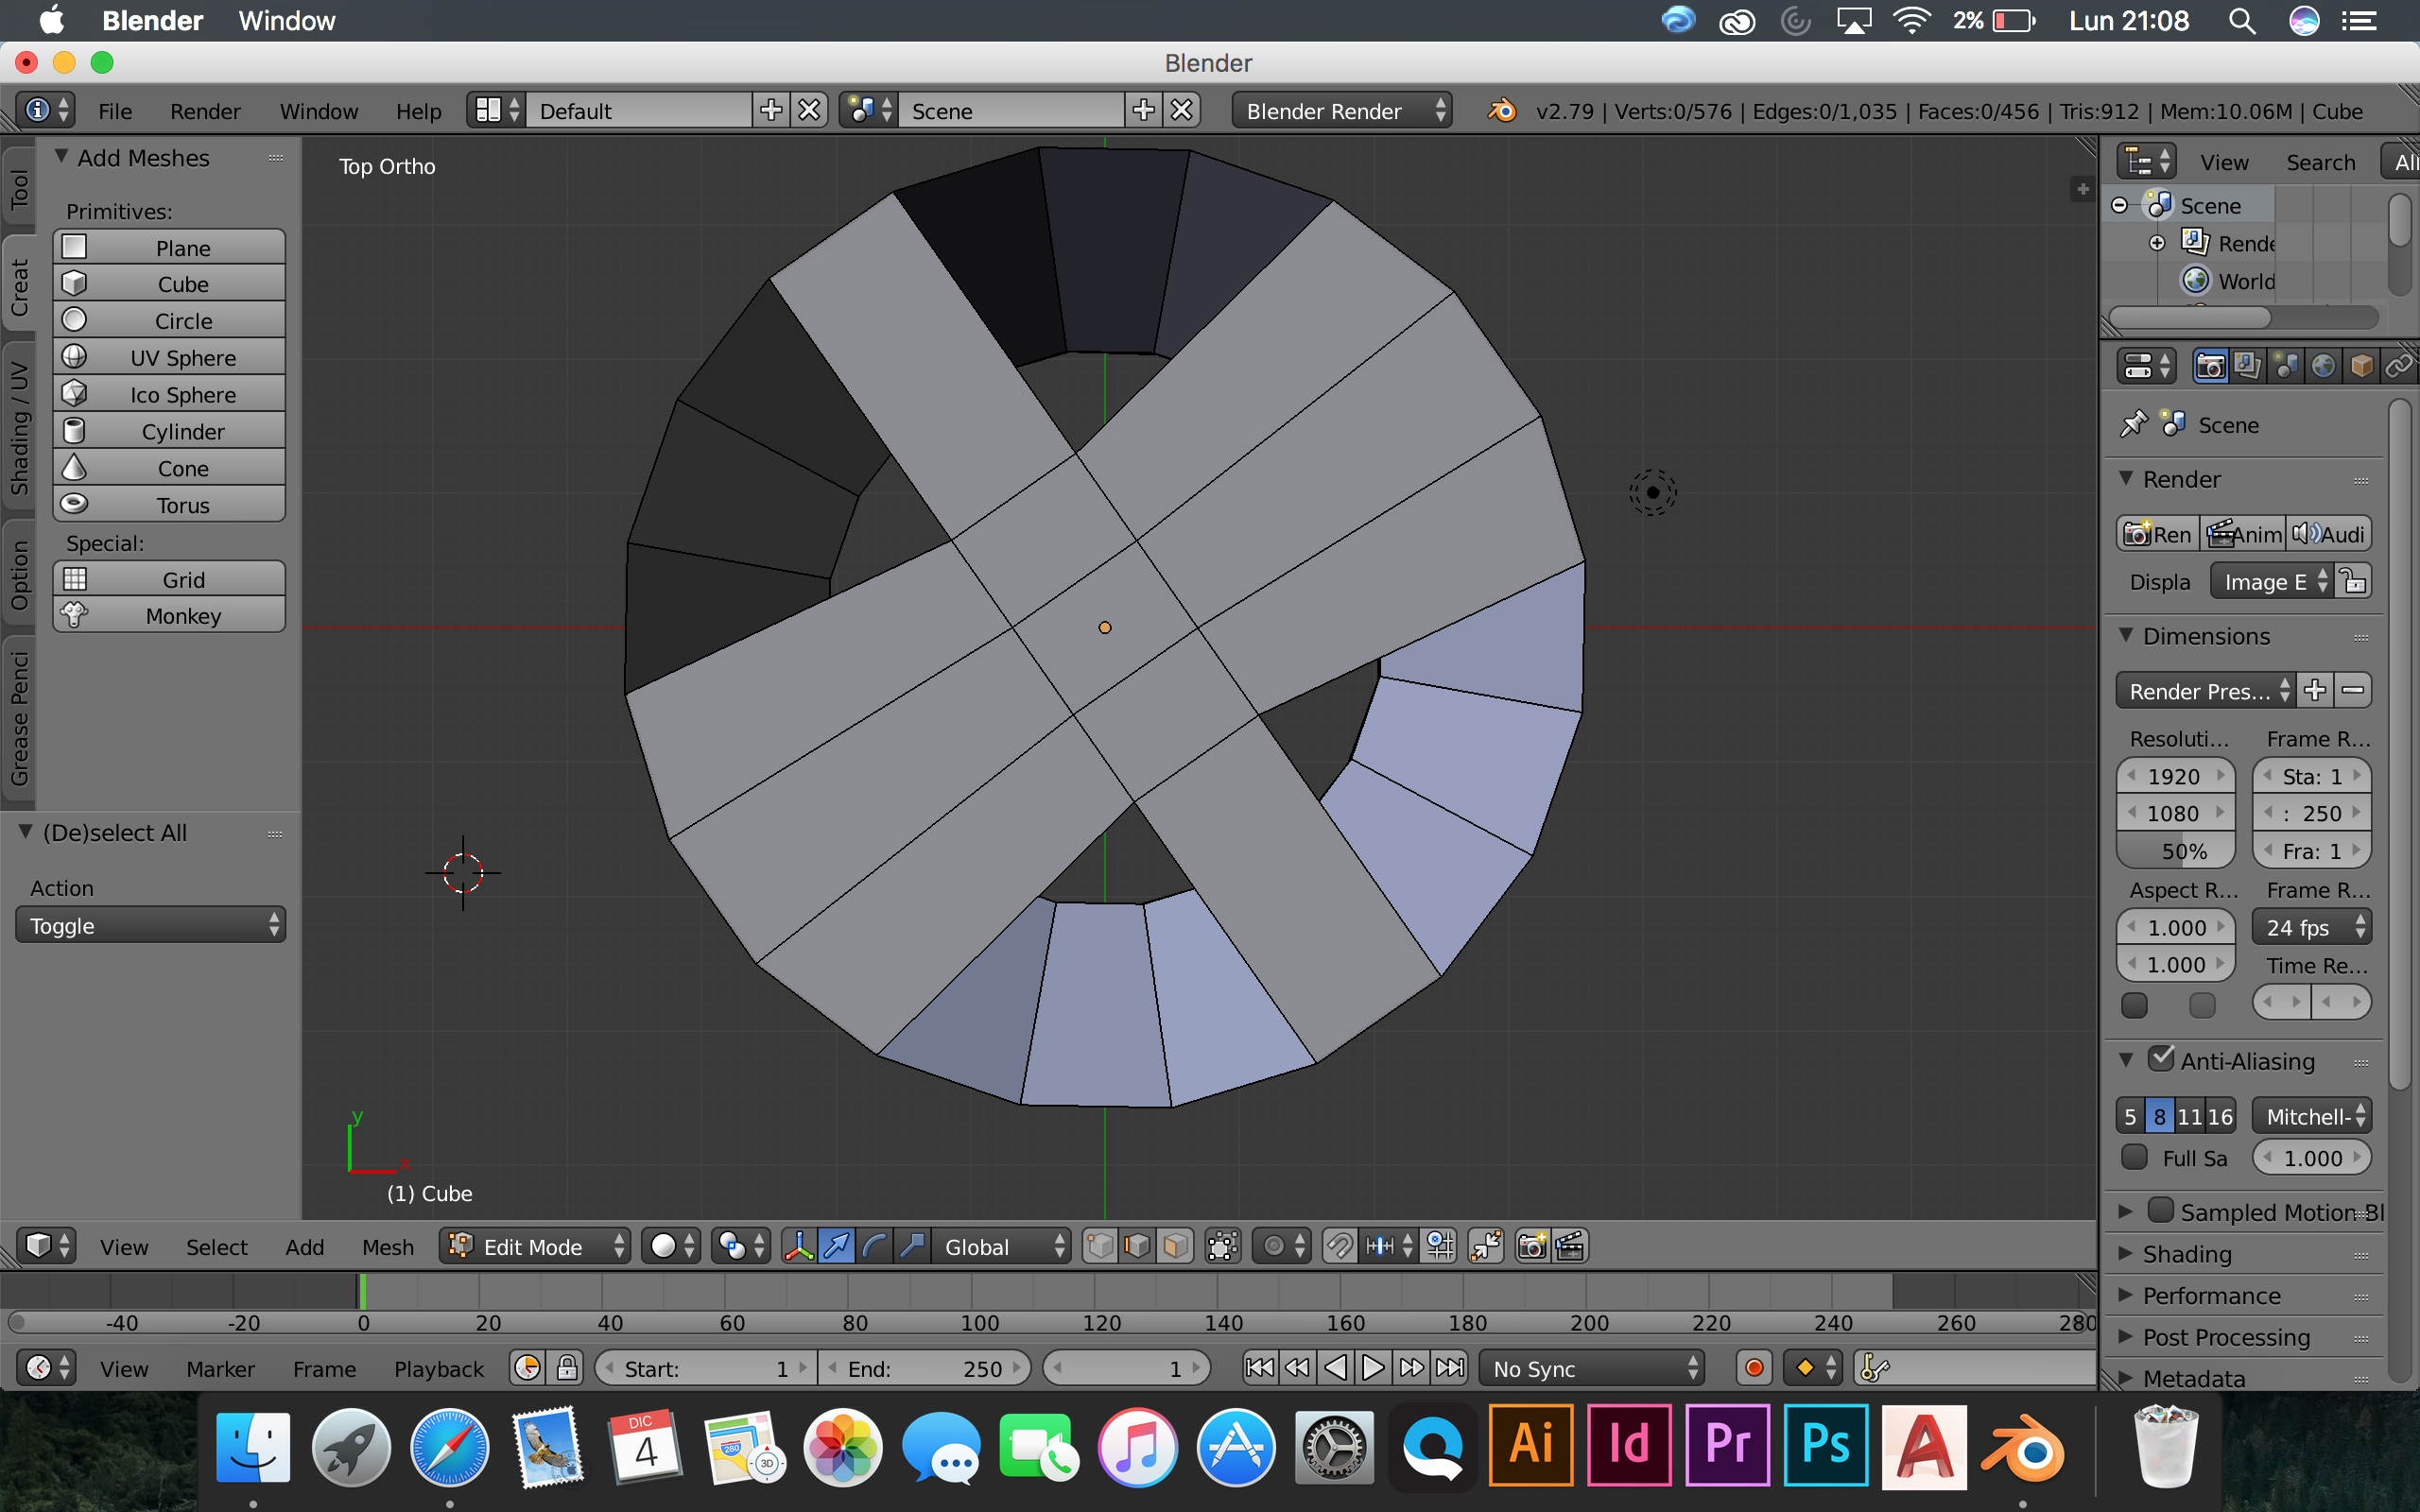 Blender Window 2% Lun 21:08
Blender
File Render Window Help Default Scene Blender Render v2.79 | Verts:0/576 | Edges:0/1,035 | Faces:0/456 | Tris:912 | Mem:10.06M | Cube
Tool
Creat
Shading / UV
Option
Grease Penci
Add Meshes
Primitives:
Plane
Cube
Circle
UV Sphere
Ico Sphere
Cylinder
Cone
Torus
Special:
Grid
Monkey
(De)select All
Action
Toggle
Top Ortho
y
x
(1) Cube
View Search All
Scene
Rende
World
Scene
Render
Ren Anim Audi
Displa Image E
Dimensions
Render Pres...
Resoluti... Frame R...
1920 Sta: 1
1080 : 250
50% Fra: 1
Aspect R... Frame R...
1.000 24 fps
1.000 Time Re...
Anti-Aliasing
5 8 11 16 Mitchell-
Full Sa 1.000
Sampled Motion Bl
Shading
Performance
Post Processing
Metadata
View Select Add Mesh Edit Mode Global
-40 -20 0 20 40 60 80 100 120 140 160 180 200 220 240 260 280
View Marker Frame Playback Start: 1 End: 250 1 No Sync
DIC
4
280
3D
Ai Id Pr Ps